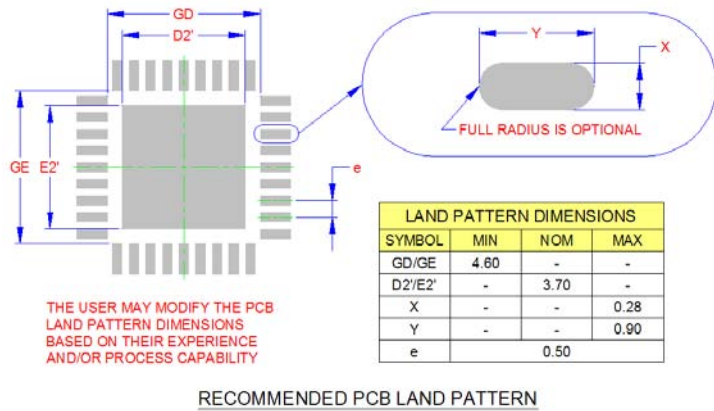 GD
D2'
GE
E2'
e
Y
X
FULL RADIUS IS OPTIONAL
LAND PATTERN DIMENSIONS
SYMBOL MIN NOM MAX
GD/GE 4.60 - -
D2'/E2' - 3.70 -
X - - 0.28
Y - - 0.90
e 0.50
THE USER MAY MODIFY THE PCB
LAND PATTERN DIMENSIONS
BASED ON THEIR EXPERIENCE
AND/OR PROCESS CAPABILITY
RECOMMENDED PCB LAND PATTERN